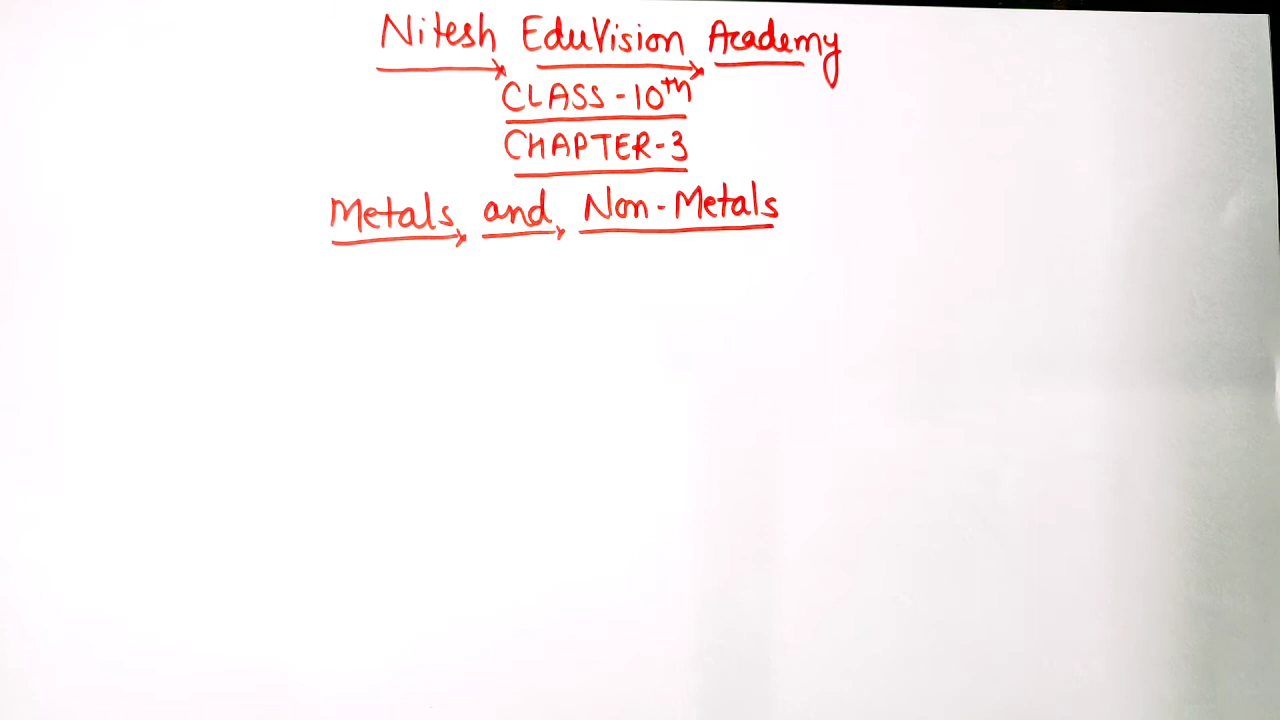 Nitesh EduVision Academy
CLASS-10th
CHAPTER-3
Metals and Non-Metals